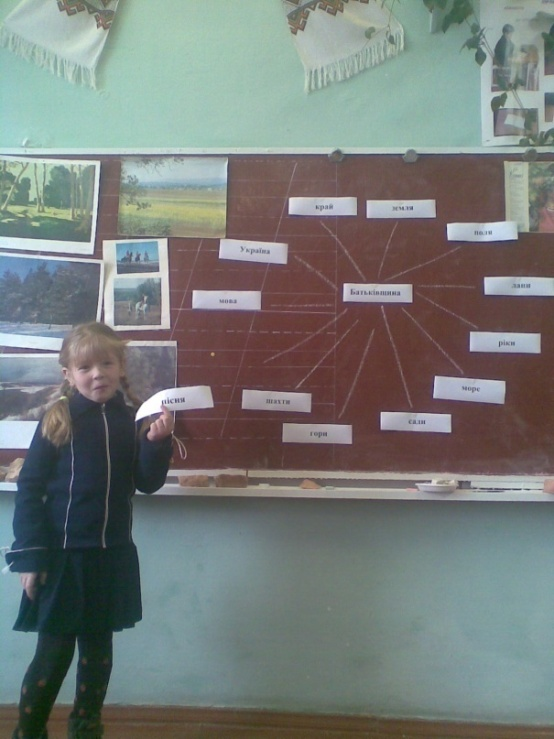 край
земля
поля
Україна
лани
Батьківщина
мова
ріки
море
пісня
шахти
сади
гори